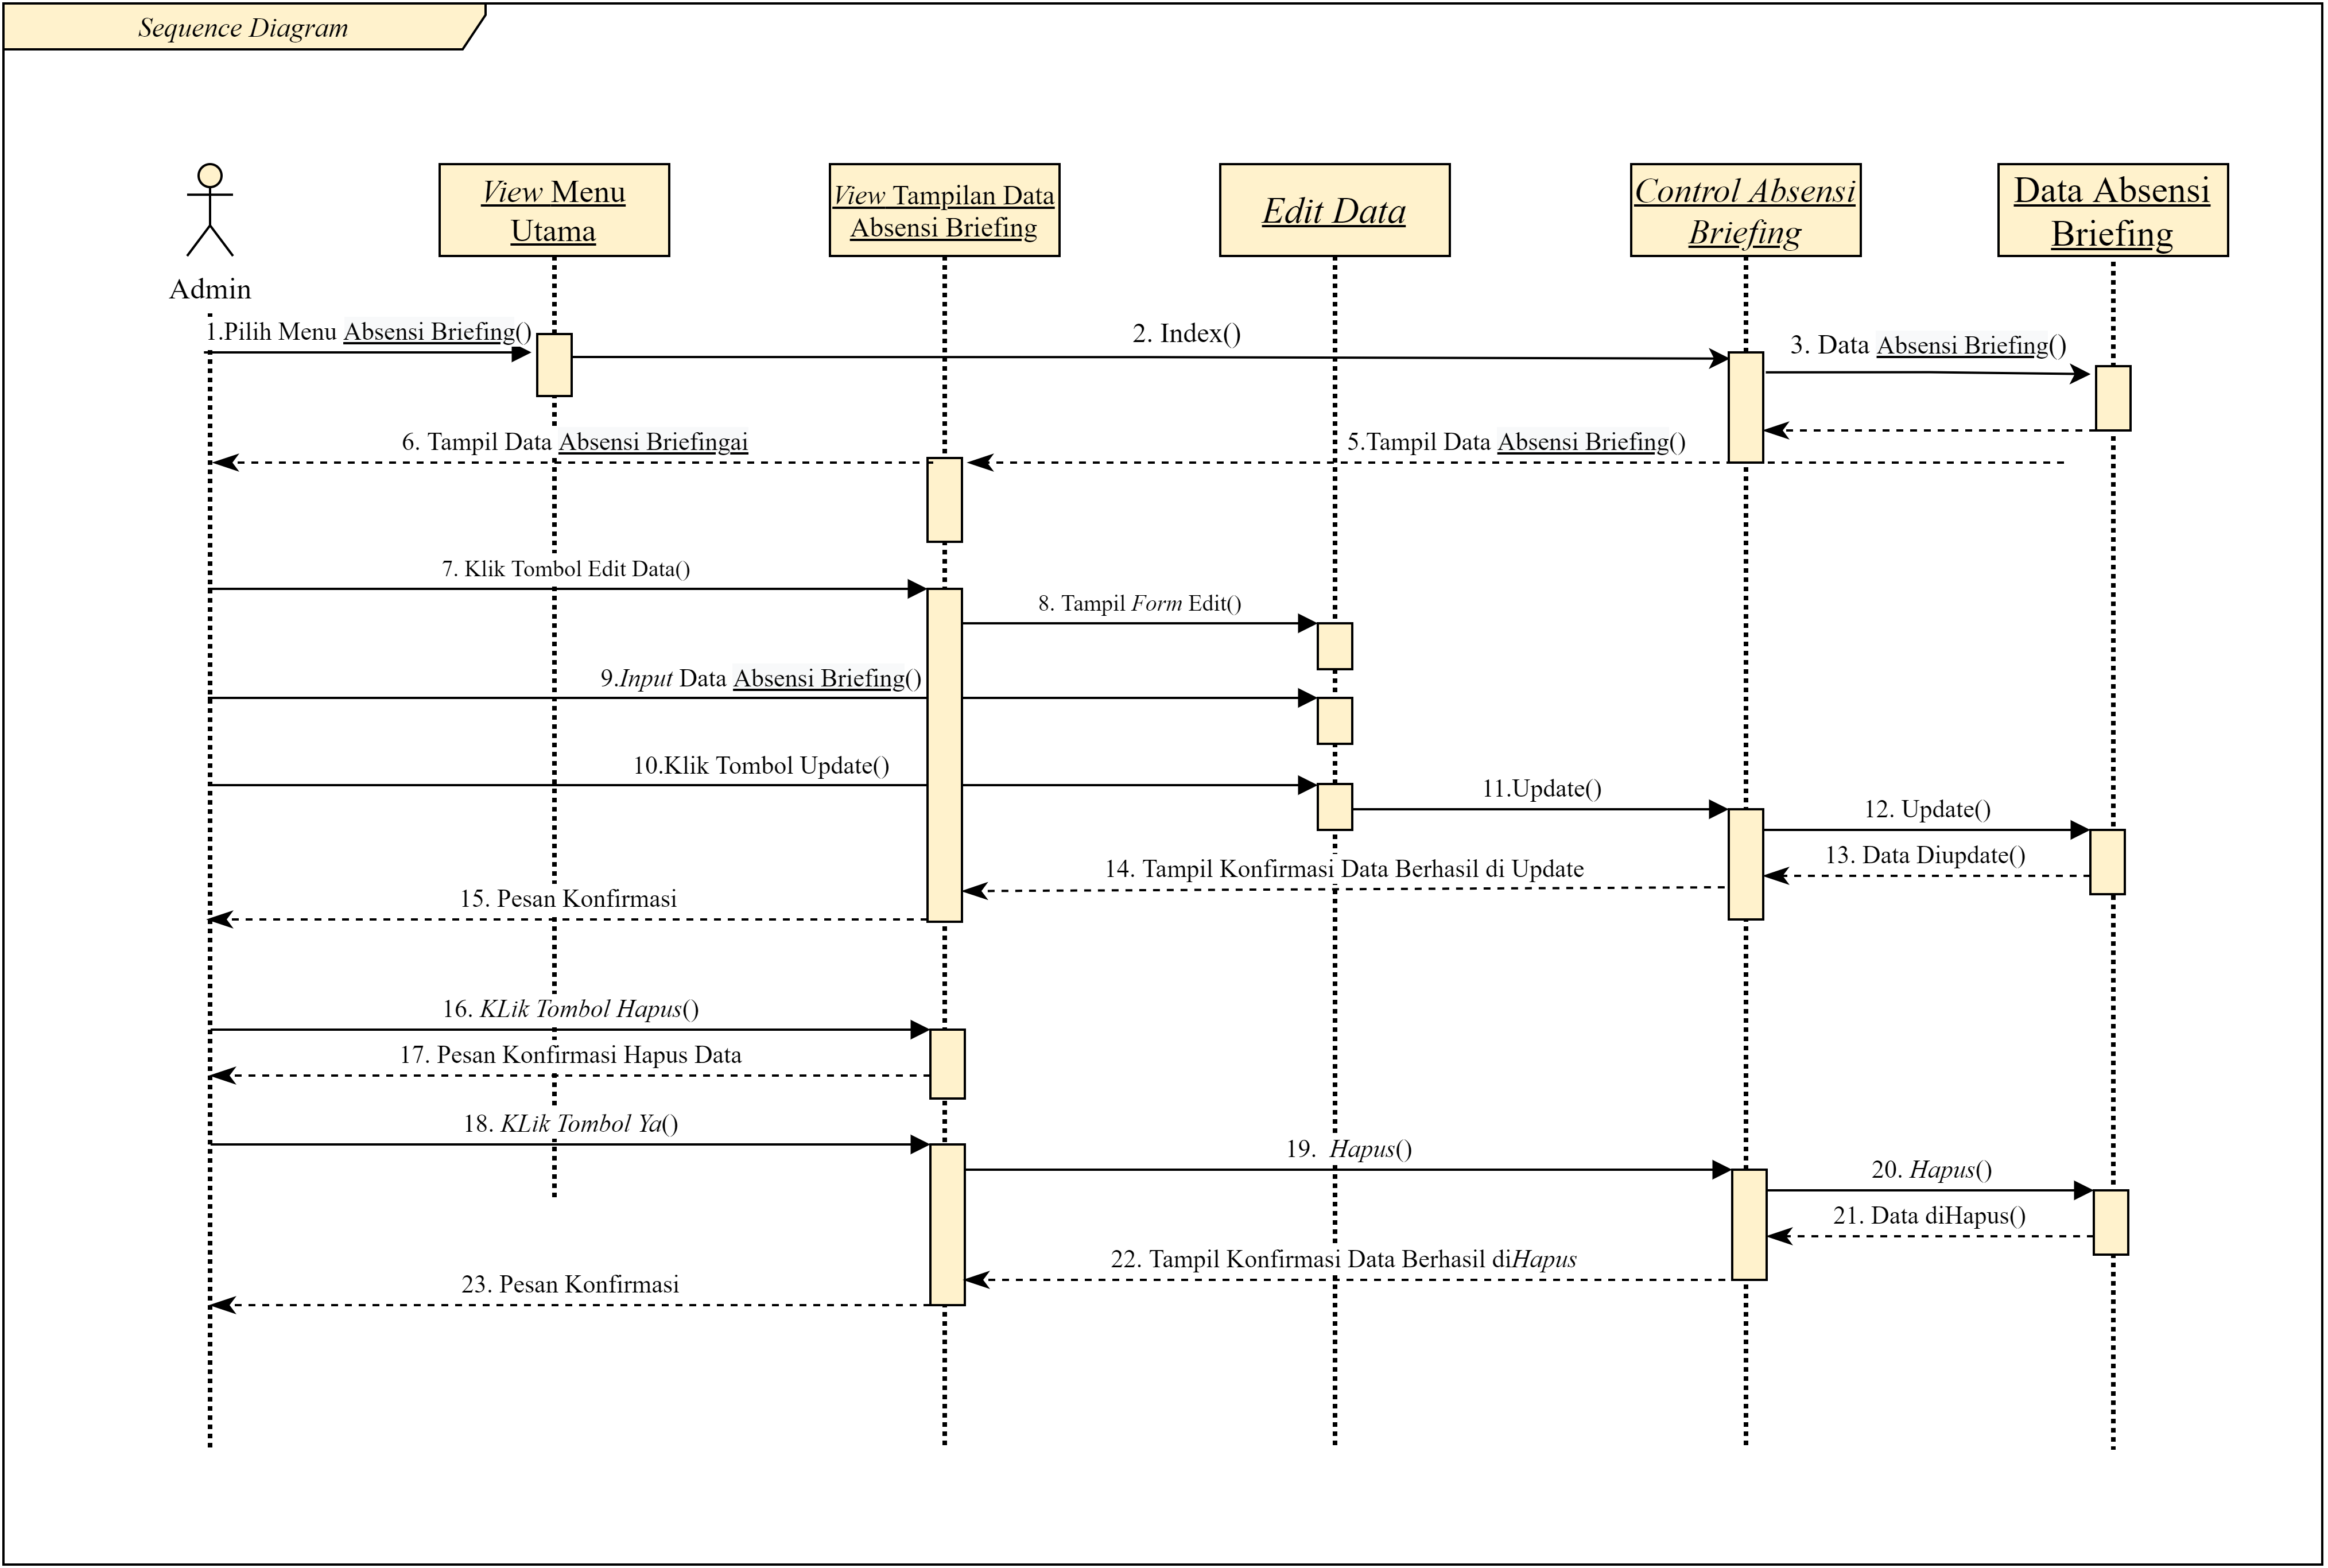 Sequence Diagram
View Menu
Utama
View Tampilan Data
Absensi Briefing
Edit Data
Control Absensi
Briefing
Data Absensi
Briefing
Admin
1.Pilih Menu Absensi Briefing()
2. Index()
3. Data Absensi Briefing()
6. Tampil Data Absensi Briefingai
5.Tampil Data Absensi Briefing()
7. Klik Tombol Edit Data()
8. Tampil Form Edit()
9.Input Data Absensi Briefing()
10.Klik Tombol Update()
11.Update()
12. Update()
13. Data Diupdate()
14. Tampil Konfirmasi Data Berhasil di Update
15. Pesan Konfirmasi
16. KLik Tombol Hapus()
17. Pesan Konfirmasi Hapus Data
18. KLik Tombol Ya()
19. Hapus()
20. Hapus()
21. Data diHapus()
22. Tampil Konfirmasi Data Berhasil diHapus
23. Pesan Konfirmasi